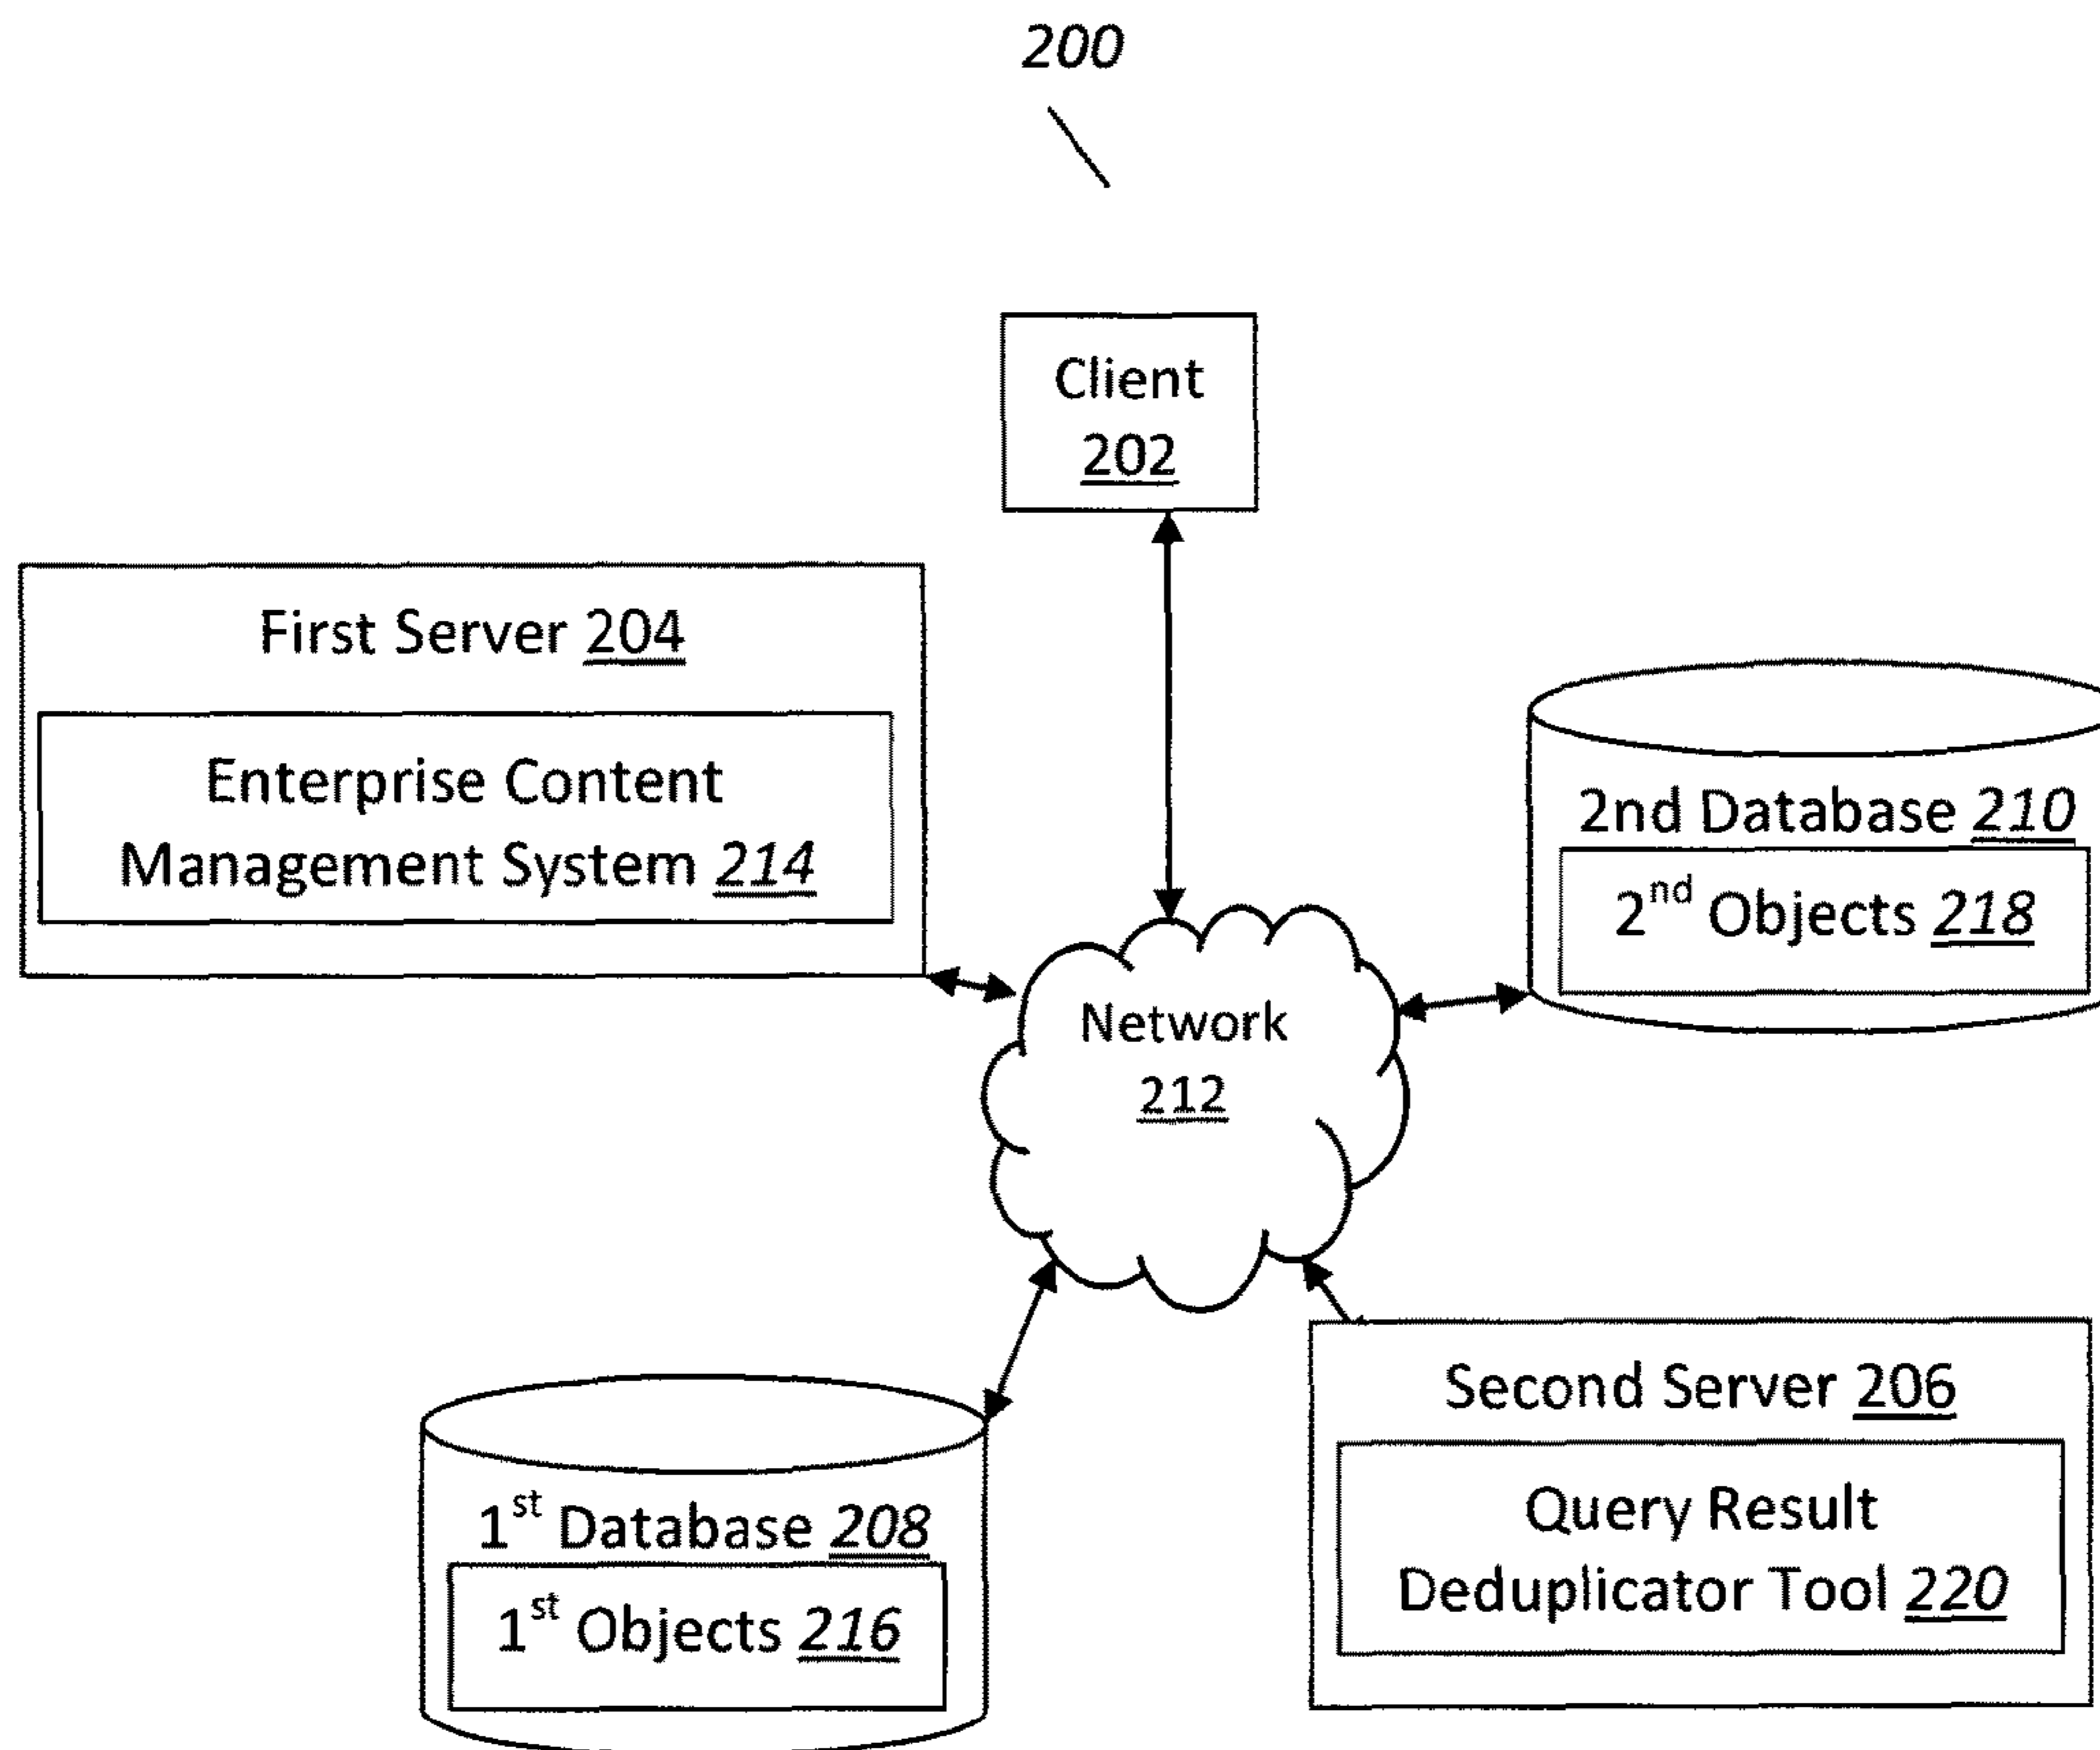 200
Client
202
First Server 204
Enterprise Content
Management System 214
2nd Database 210
2nd Objects 218
Network
212
1st Database 208
1st Objects 216
Second Server 206
Query Result
Deduplicator Tool 220